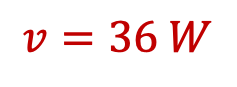 v = 36 W